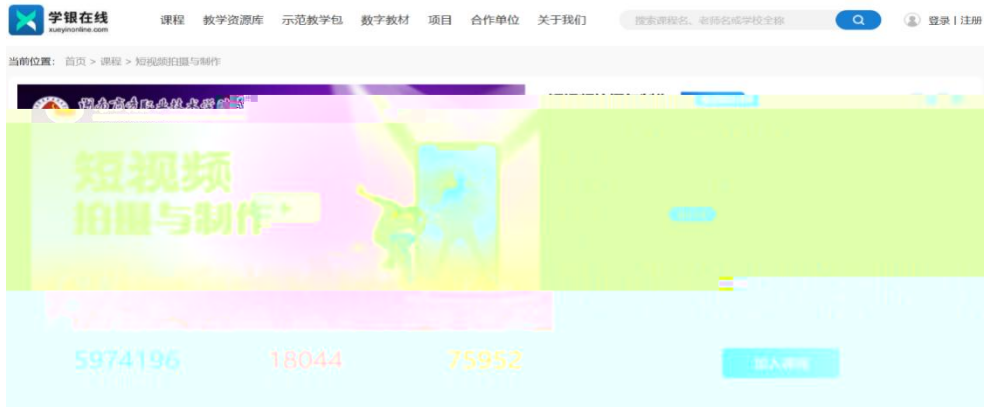 学银在线
xueyinonline.com
课程 教学资源库 示范教学包 数字教材 项目 合作单位 关于我们
搜索课程名、老师名或学校全称
登录 | 注册
当前位置: 首页 > 课程 > 短视频拍摄与制作
短视频
拍摄与制作
5974196 18044 75952
加入课程